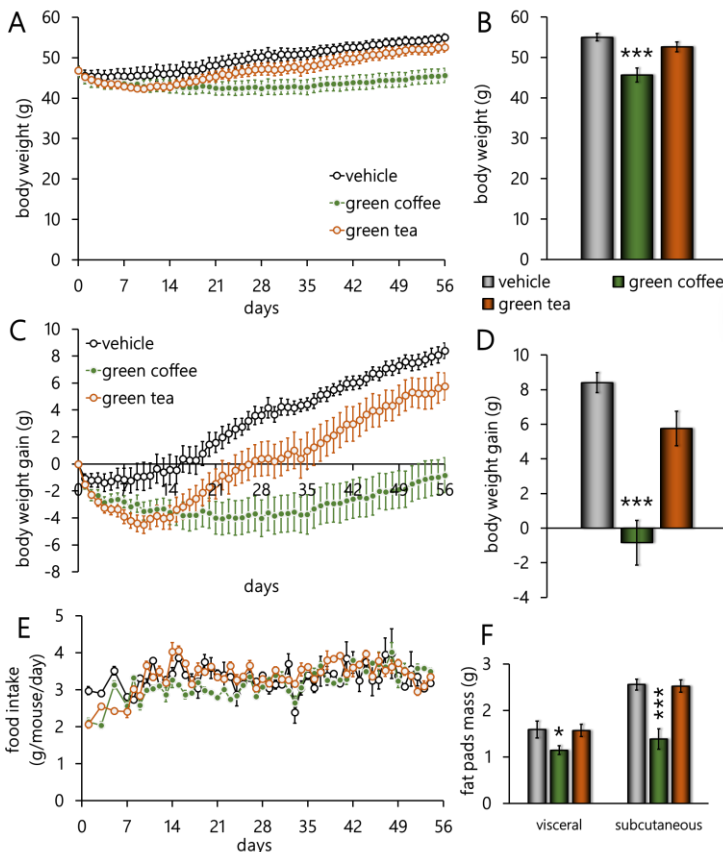 A
body weight (g)
60
50
40
30
20
10
0
vehicle
green coffee
green tea
0 7 14 21 28 35 42 49 56
days
B
body weight (g)
60
50
40
30
20
10
0
***
vehicle
green coffee
green tea
C
body weight gain (g)
10
8
6
4
2
0
-2
-4
-6
-8
vehicle
green coffee
green tea
0 7 14 21 28 35 42 49 56
days
D
body weight gain (g)
10
8
6
4
2
0
-2
-4
***
E
food intake
(g/mouse/day)
5
4
3
2
1
0
0 7 14 21 28 35 42 49 56
days
F
fat pads mass (g)
3
2
1
0
*
***
visceral
subcutaneous